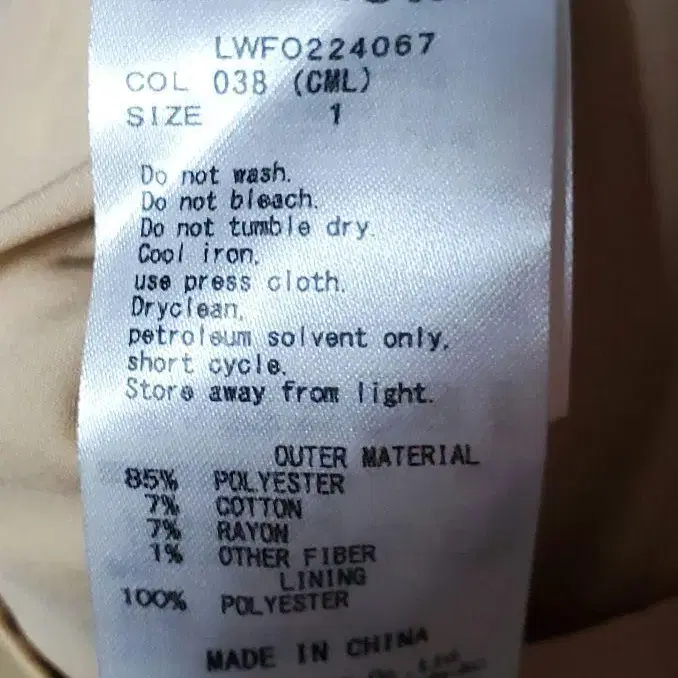 LWFO224067
COL 038 (CML)
SIZE 1
Do not wash.
Do not bleach.
Do not tumble dry.
Cool iron,
use press cloth.
Dryclean,
petroleum solvent only,
short cycle.
Store away from light.
OUTER MATERIAL
85% POLYESTER
7% COTTON
7% RAYON
1% OTHER FIBER
LINING
100% POLYESTER
MADE IN CHINA